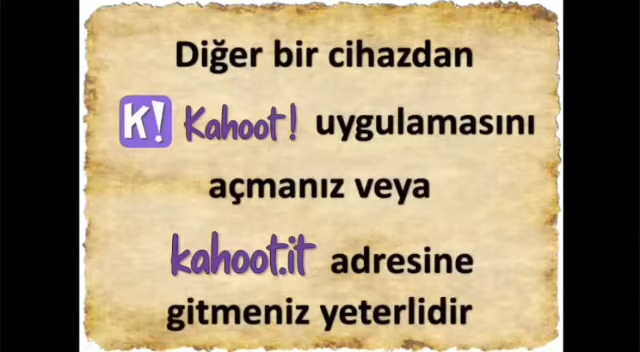 Diğer bir cihazdan
K! Kahoot! uygulamasını
açmanız veya
kahoot.it adresine
gitmeniz yeterlidir